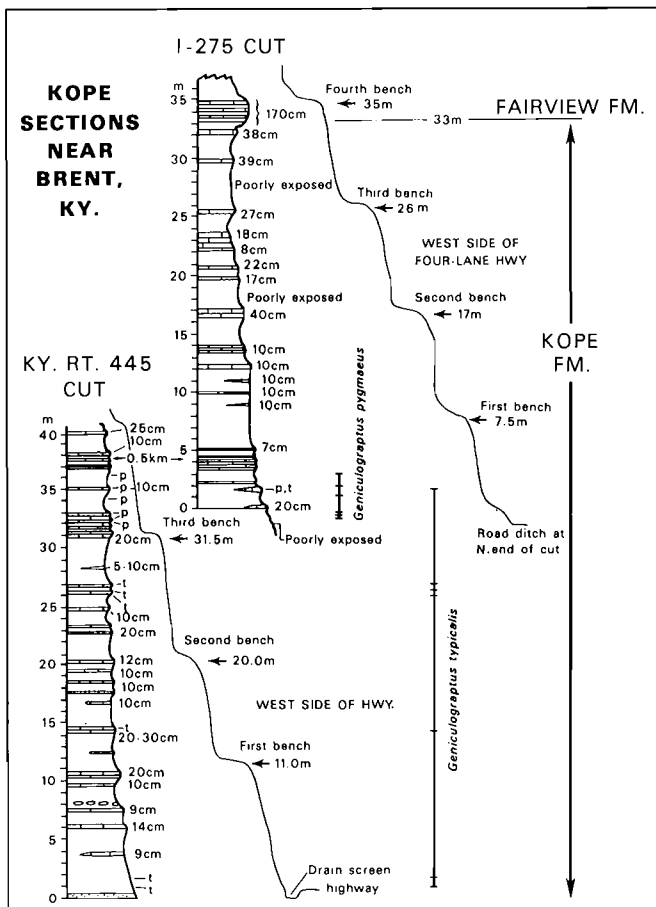 I-275 CUT
KOPE
SECTIONS
NEAR
BRENT,
KY.
m
35
30
25
20
15
10
5
0
170cm
38cm
39cm
Poorly exposed
27cm
18cm
8cm
22cm
17cm
Poorly exposed
40cm
10cm
10cm
10cm
10cm
10cm
7cm
p,t
20cm
Poorly exposed
Fourth bench
35m
33m
FAIRVIEW FM.
Third bench
26m
WEST SIDE OF
FOUR-LANE HWY
Second bench
17m
KOPE
FM.
First bench
7.5m
Road ditch at
N.end of cut
Geniculograptus pygmaeus
KY. RT. 445
CUT
m
40
35
30
25
20
15
10
5
0
25cm
10cm
0.5km
p
p-10cm
p
p
p
20cm
5-10cm
t
t
t
10cm
20cm
12cm
10cm
10cm
10cm
t
20-30cm
20cm
10cm
9cm
14cm
9cm
t
t
Third bench
31.5m
Second bench
20.0m
WEST SIDE OF HWY.
First bench
11.0m
Drain screen
highway
Geniculograptus typicalis